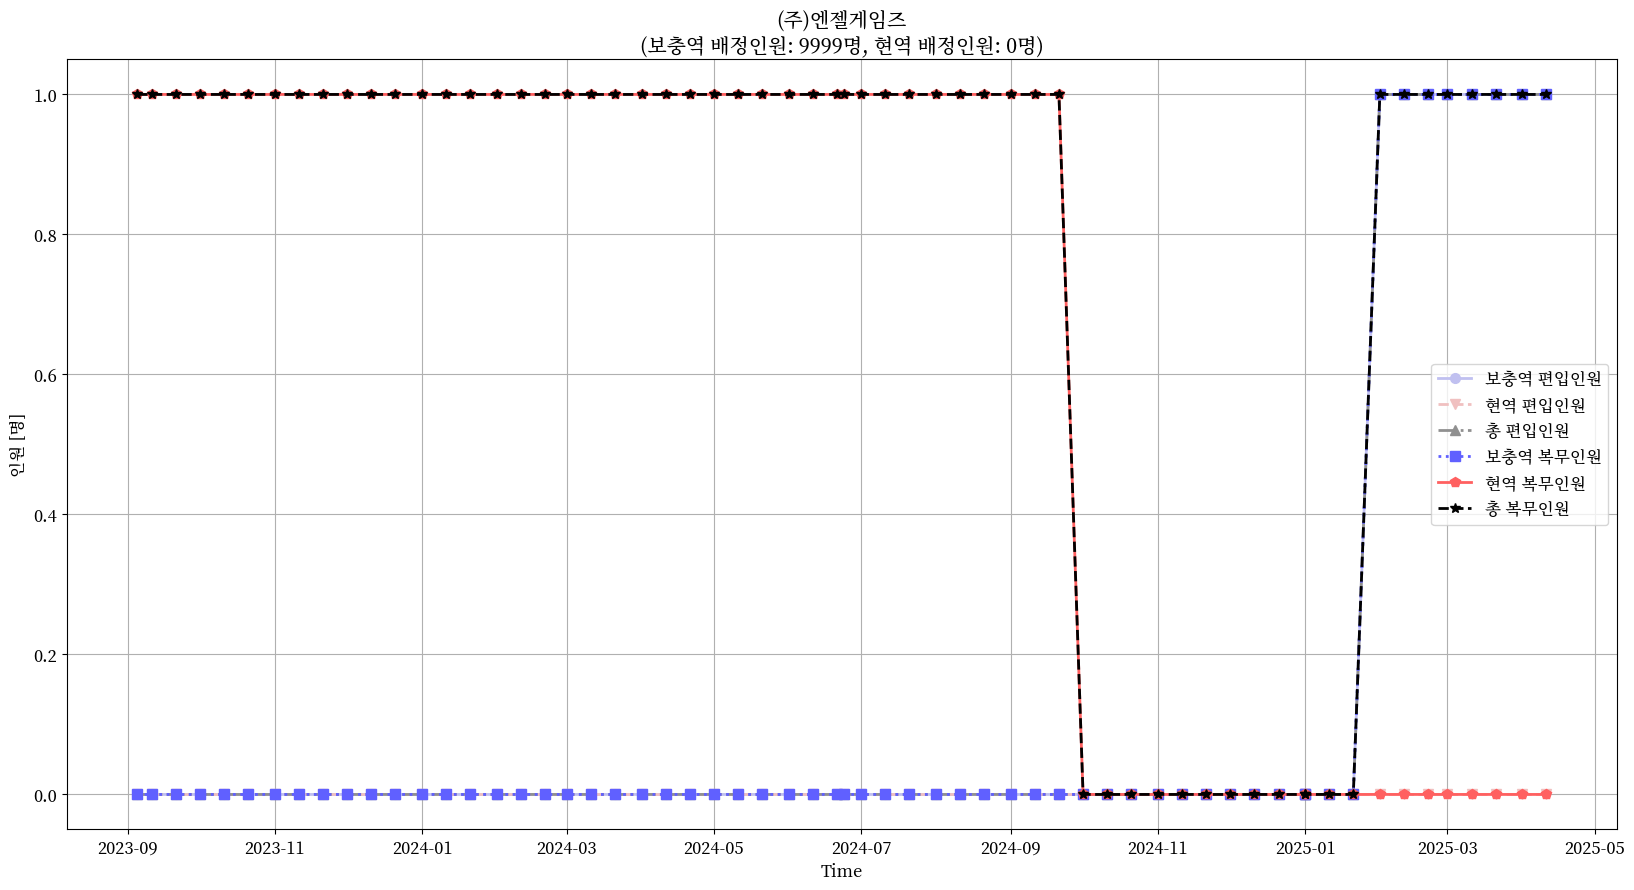 (주)엔젤게임즈
(보충역 배정인원: 9999명, 현역 배정인원: 0명)
인원 [명]
1.0
0.8
0.6
0.4
0.2
0.0
보충역 편입인원
현역 편입인원
총 편입인원
보충역 복무인원
현역 복무인원
총 복무인원
2023-09 2023-11 2024-01 2024-03 2024-05 2024-07 2024-09 2024-11 2025-01 2025-03 2025-05
Time